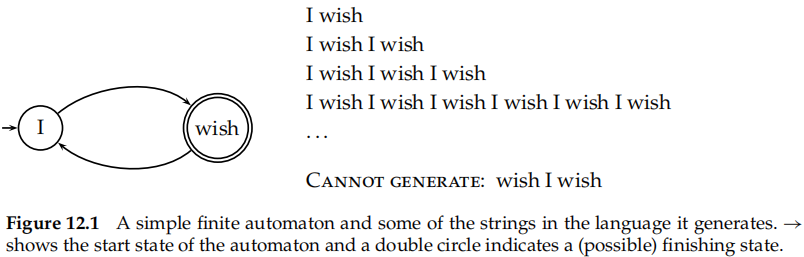 I wish
I wish I wish
I wish I wish I wish
I wish I wish I wish I wish I wish I wish
...
I
wish
CANNOT GENERATE: wish I wish
Figure 12.1 A simple finite automaton and some of the strings in the language it generates. →
shows the start state of the automaton and a double circle indicates a (possible) finishing state.